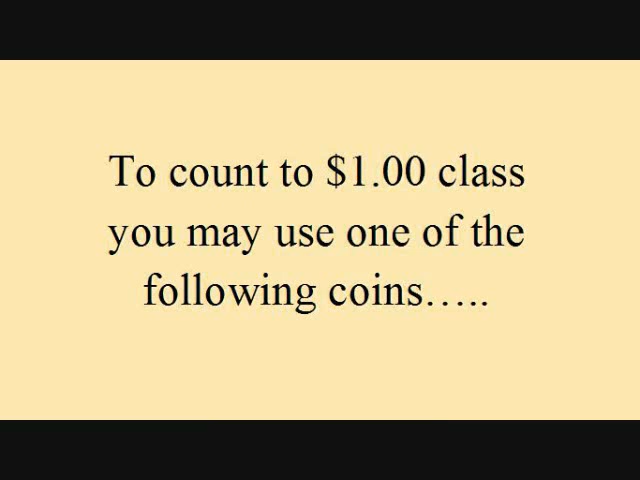 To count to $1.00 class
you may use one of the
following coins…..